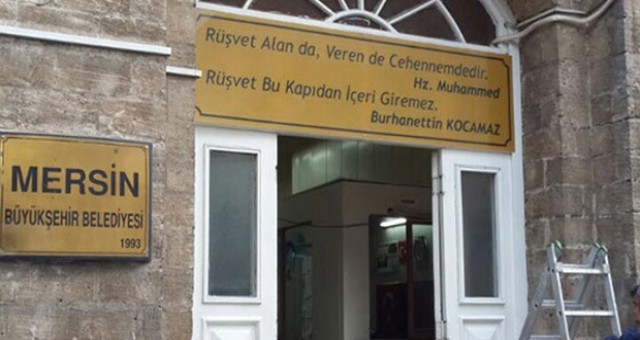 Rüşvet Alan da, Veren de Cehennemdedir.
Hz. Muhammed
Rüşvet Bu Kapıdan İçeri Giremez.
Burhanettin KOCAMAZ
MERSİN
BÜYÜKŞEHİR BELEDİYESİ
1993